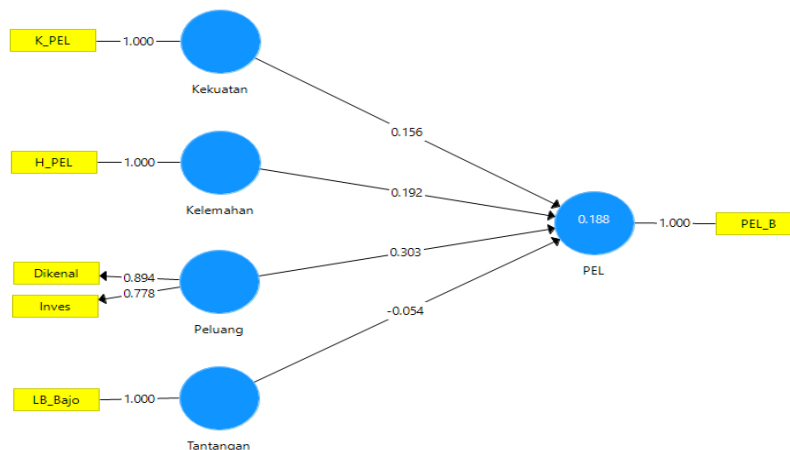 K_PEL
1.000
Kekuatan
0.156
H_PEL
1.000
Kelemahan
0.192
0.188
1.000
PEL_B
PEL
Dikenal
0.894
Inves
0.778
Peluang
0.303
-0.054
LB_Bajo
1.000
Tantangan